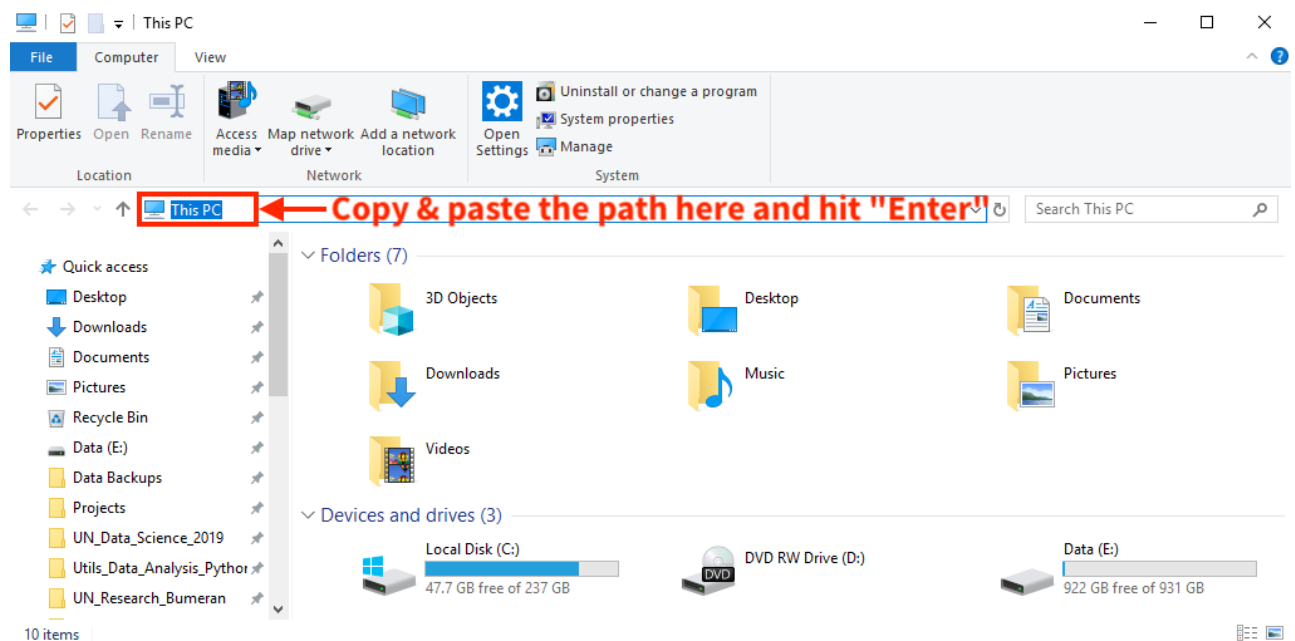 This PC
File Computer View
Properties Open Rename Access media Map network drive Add a network location Open Settings
Uninstall or change a program
System properties
Manage
Location Network System
This PC Copy & paste the path here and hit "Enter" Search This PC
Quick access
Desktop
Downloads
Documents
Pictures
Recycle Bin
Data (E:)
Data Backups
Projects
UN_Data_Science_2019
Utils_Data_Analysis_Pythor
UN_Research_Bumeran
Folders (7)
3D Objects Desktop Documents
Downloads Music Pictures
Videos
Devices and drives (3)
Local Disk (C:)
47.7 GB free of 237 GB
DVD RW Drive (D:)
DVD
Data (E:)
922 GB free of 931 GB
10 items